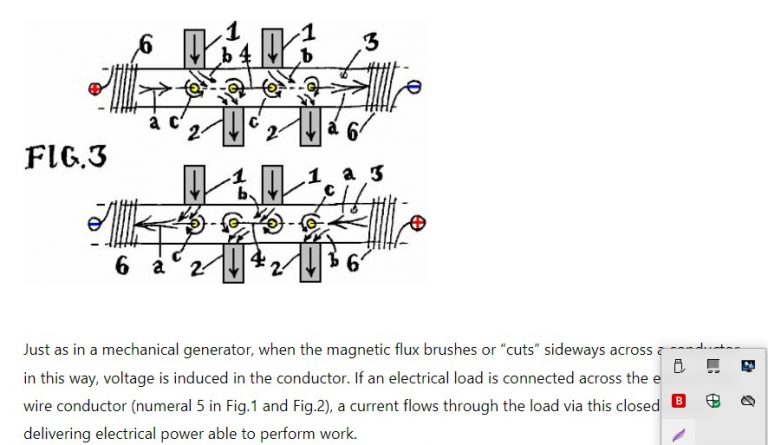 6 1 1 3
b 4 b
a c c a 6
2 2
FIG.3
1 1 a 3
b c
6 a c 2 4 2 b 6
Just as in a mechanical generator, when the magnetic flux brushes or “cuts” sideways across a
in this way, voltage is induced in the conductor. If an electrical load is connected across the
wire conductor (numeral 5 in Fig.1 and Fig.2), a current flows through the load via this closed
delivering electrical power able to perform work.
B